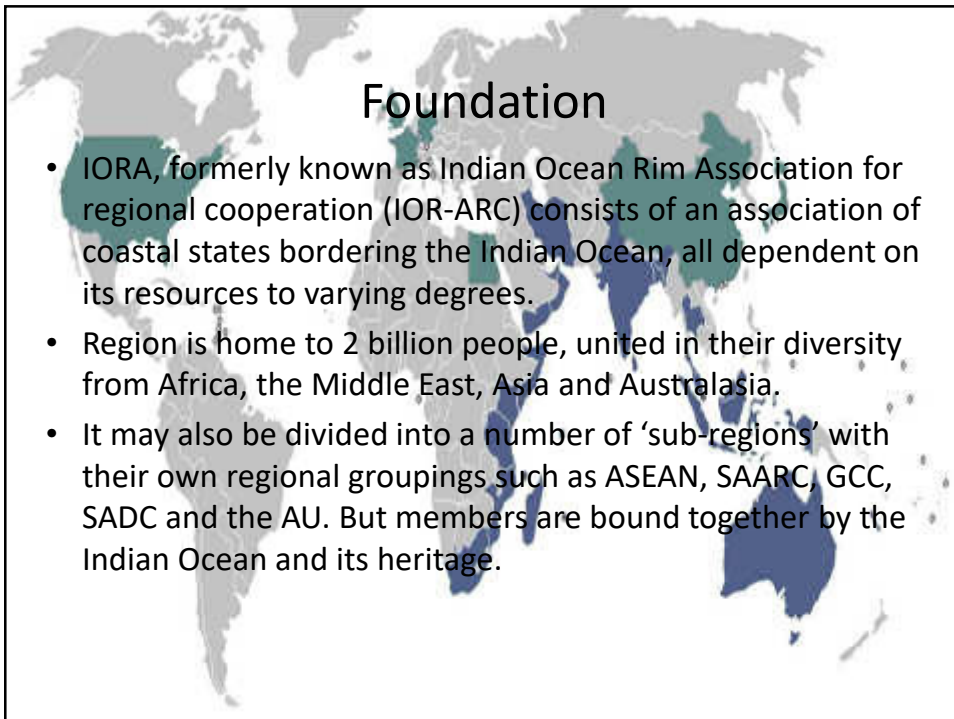 Foundation
• IORA, formerly known as Indian Ocean Rim Association for
regional cooperation (IOR-ARC) consists of an association of
coastal states bordering the Indian Ocean, all dependent on
its resources to varying degrees.
• Region is home to 2 billion people, united in their diversity
from Africa, the Middle East, Asia and Australasia.
• It may also be divided into a number of ‘sub-regions’ with
their own regional groupings such as ASEAN, SAARC, GCC,
SADC and the AU. But members are bound together by the
Indian Ocean and its heritage.